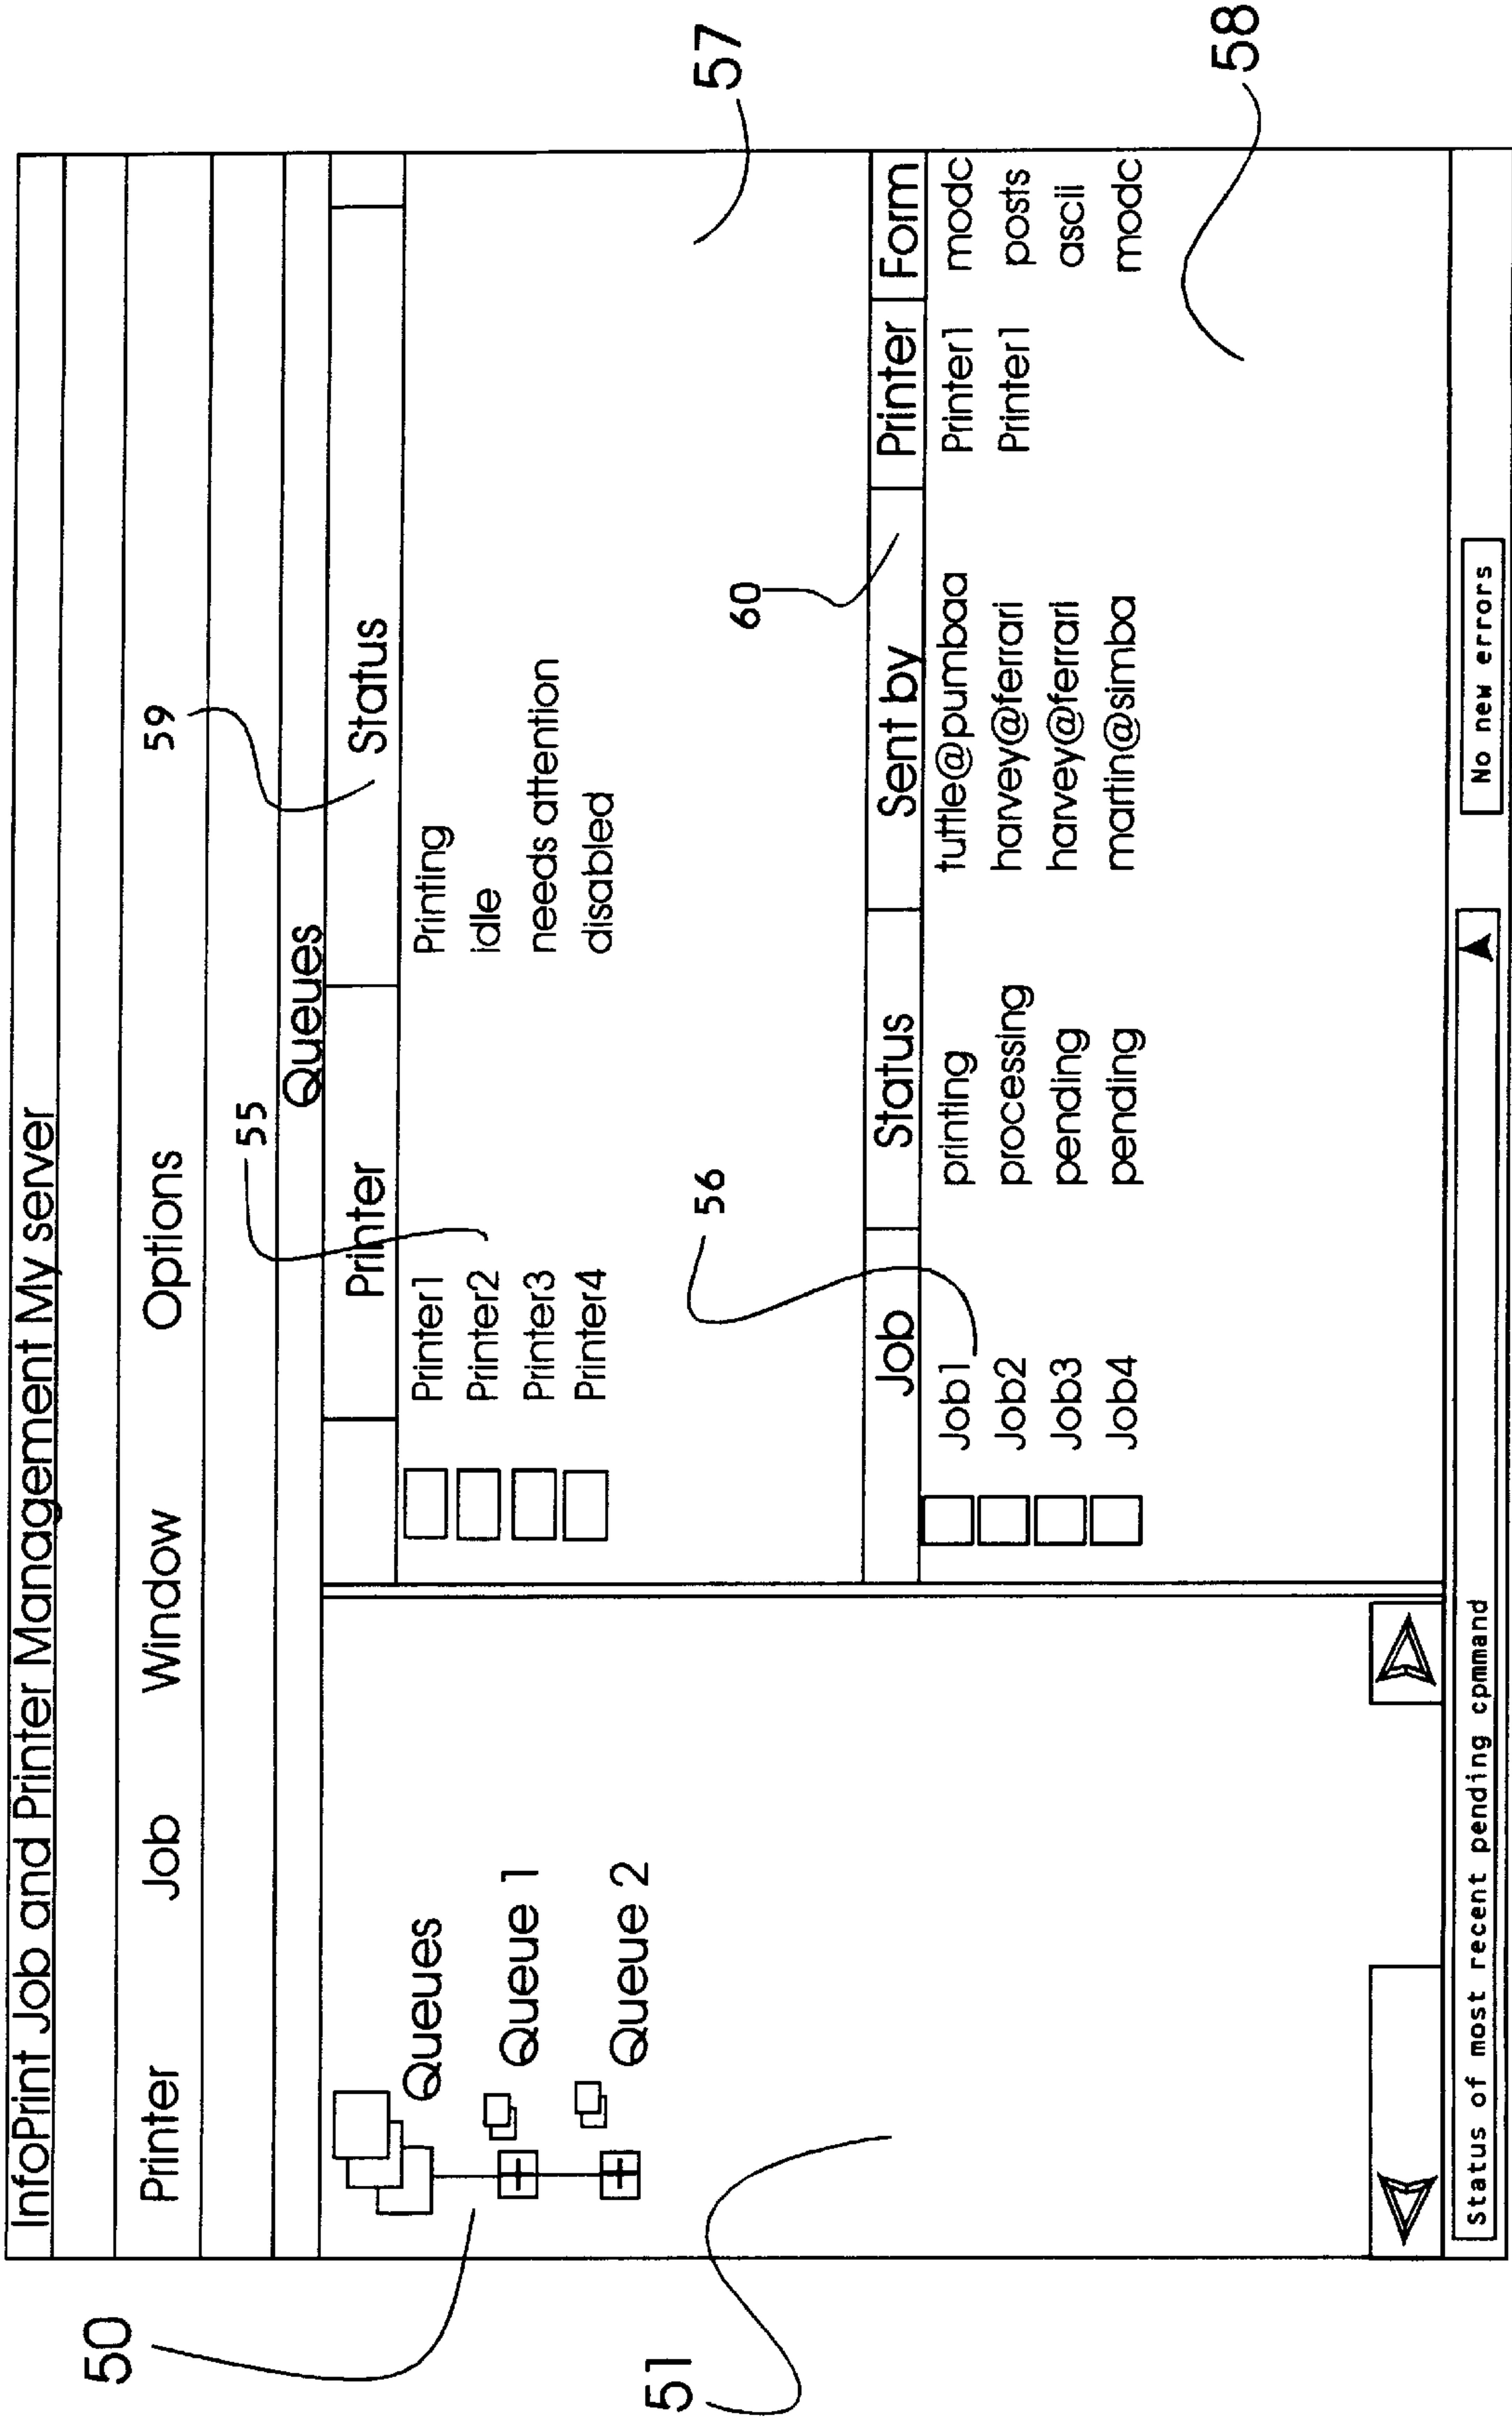 InfoPrint Job and Printer Management My server
Printer Job Window Options
Queues
Queues
Queue 1
Queue 2
Printer Status
Printer1 Printing
Printer2 idle
Printer3 needs attention
Printer4 disabled
Job Status Sent by Printer Form
Job1 printing tuttle@pumbaa Printer1 modc
Job2 processing harvey@ferrari Printer1 posts
Job3 pending harvey@ferrari ascii
Job4 pending martin@simba modc
Status of most recent pending cpmmand No new errors
50
51
55
56
57
58
59
60